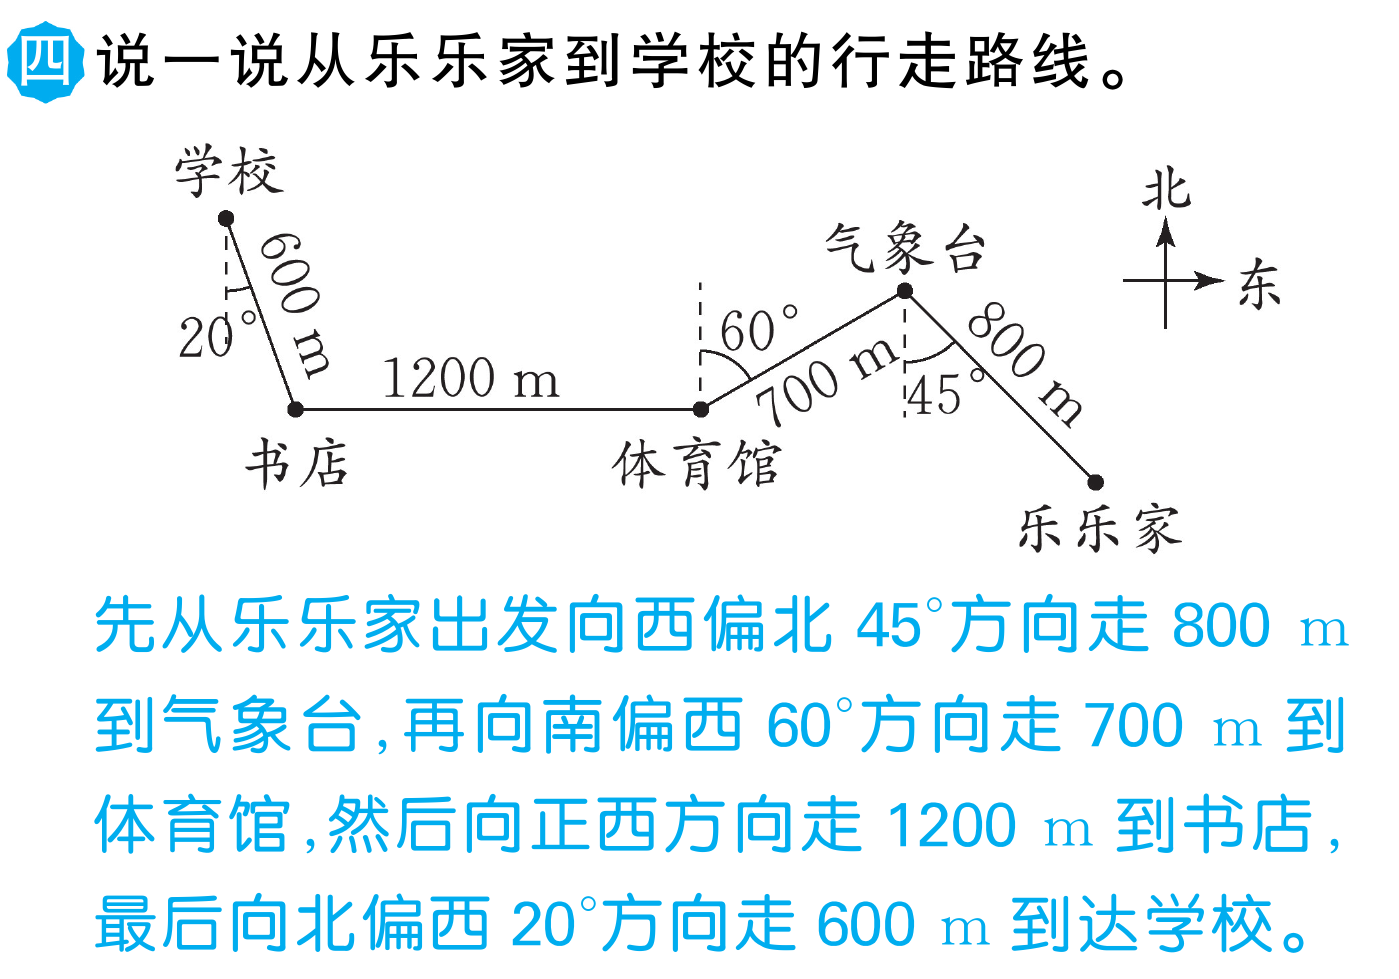 四 说一说从乐乐家到学校的行走路线。
学校
北
600 m
气象台
东
20°
60°
800 m
1200 m
700 m
45°
书店
体育馆
乐乐家
先从乐乐家出发向西偏北 45°方向走 800 m
到气象台,再向南偏西 60°方向走 700 m 到
体育馆,然后向正西方向走 1200 m 到书店,
最后向北偏西 20°方向走 600 m 到达学校。